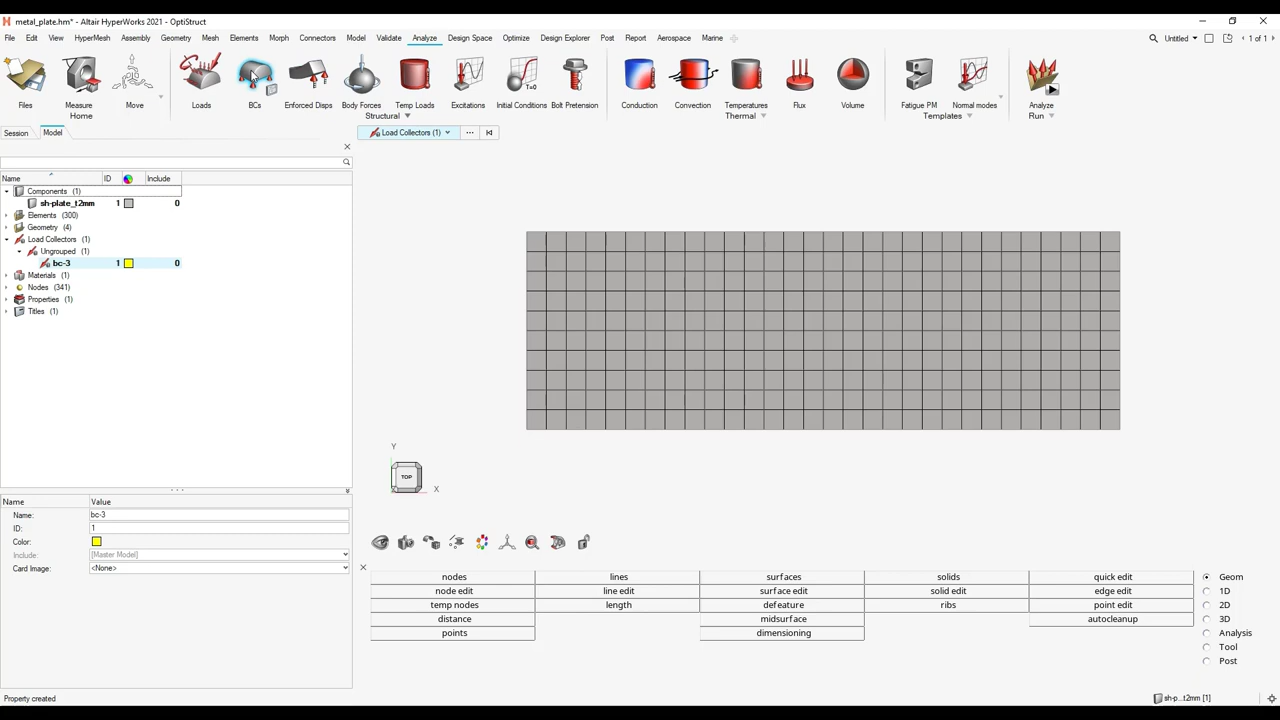 metal_plate.hm* - Altair HyperWorks 2021 - OptiStruct
File Edit View HyperMesh Assembly Geometry Mesh Elements Morph Connectors Model Validate Analyze Design Space Optimize Design Explorer Post Report Aerospace Marine
Untitled
1 of 1
Files Measure Move Loads BCs Enforced Disps Body Forces Temp Loads Excitations Initial Conditions Bolt Pretension Conduction Convection Temperatures Flux Volume Fatigue PM Normal modes Analyze
T=0
Home Structural Thermal Templates Run
Session Model
Load Collectors (1)
Name ID Include
Components (1)
sh-plate_t2mm 1 0
Elements (300)
Geometry (4)
Load Collectors (1)
Ungrouped (1)
bc-3 1 0
Materials (1)
Nodes (341)
Properties (1)
Titles (1)
Y
TOP
X
Name Value
Name: bc-3
ID: 1
Color:
Include: [Master Model]
Card Image: <None>
nodes lines surfaces solids quick edit Geom
node edit line edit surface edit solid edit edge edit 1D
temp nodes length defeature ribs point edit 2D
distance midsurface autocleanup 3D
points dimensioning Analysis
Tool
Post
Property created
sh-p...t2mm [1]